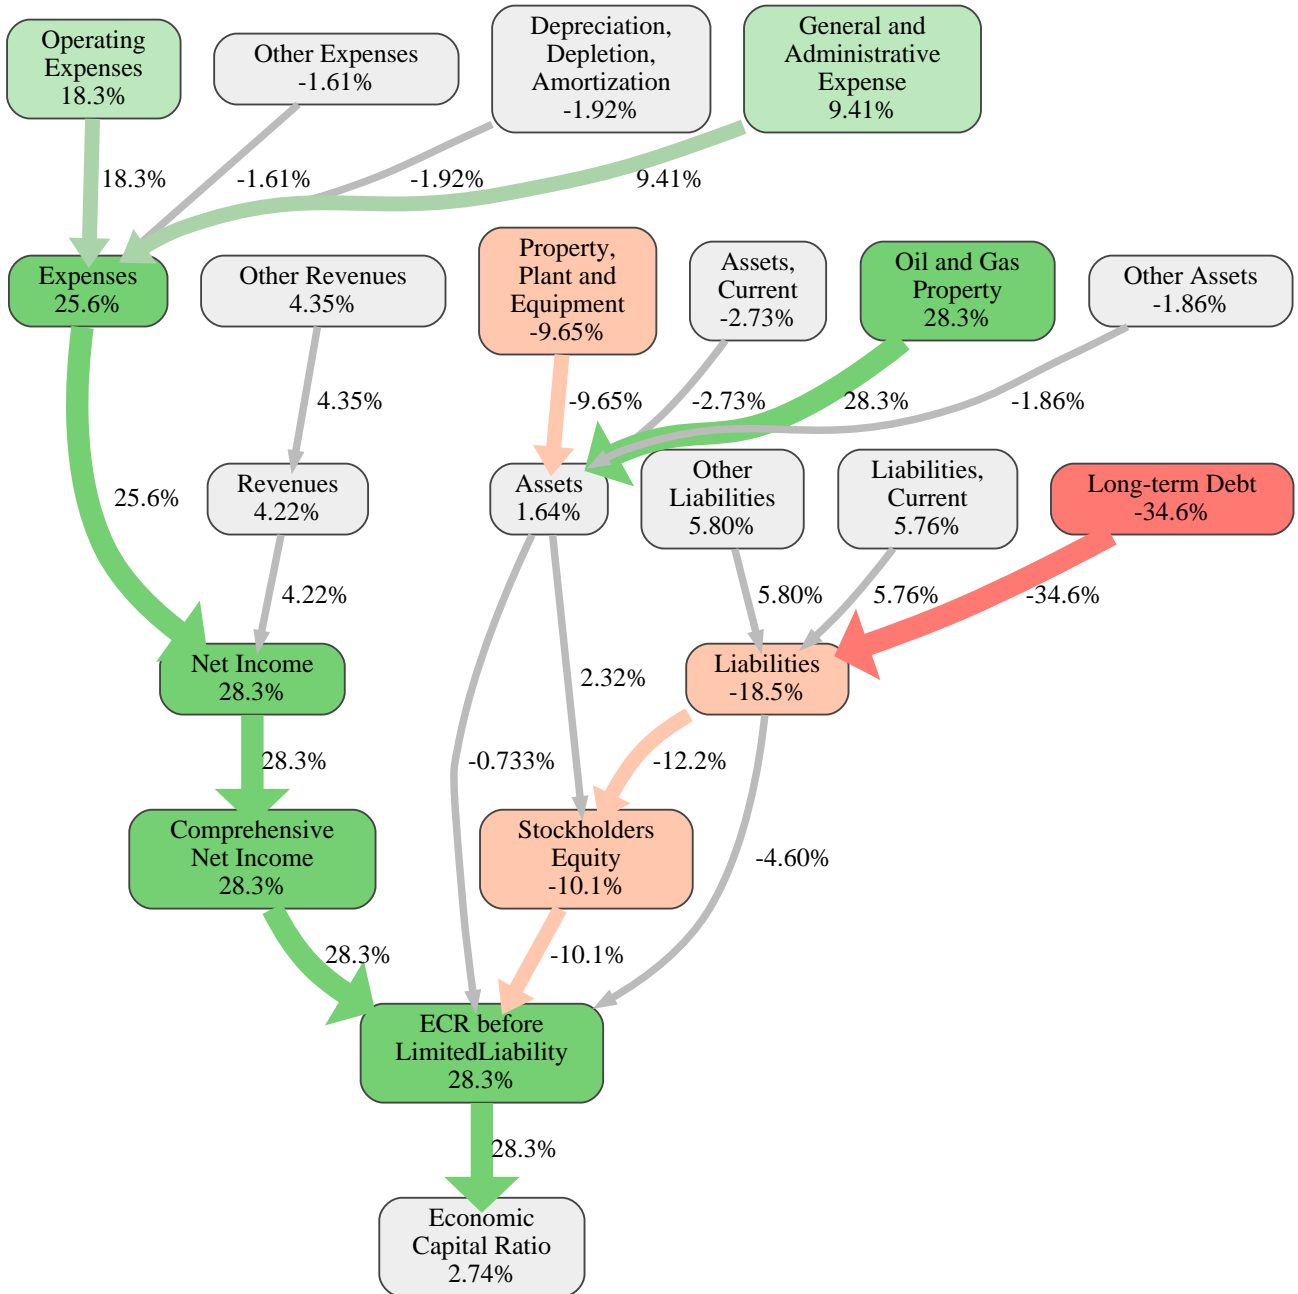 Operating
Expenses
18.3%
Other Expenses
-1.61%
Depreciation,
Depletion,
Amortization
-1.92%
General and
Administrative
Expense
9.41%
18.3%
-1.61%
-1.92%
9.41%
Expenses
25.6%
Other Revenues
4.35%
Property,
Plant and
Equipment
-9.65%
Assets,
Current
-2.73%
Oil and Gas
Property
28.3%
Other Assets
-1.86%
4.35%
-9.65%
-2.73%
28.3%
-1.86%
25.6%
Revenues
4.22%
Assets
1.64%
Other
Liabilities
5.80%
Liabilities,
Current
5.76%
Long-term Debt
-34.6%
4.22%
5.80%
5.76%
-34.6%
Net Income
28.3%
2.32%
Liabilities
-18.5%
28.3%
-0.733%
-12.2%
Comprehensive
Net Income
28.3%
Stockholders
Equity
-10.1%
-4.60%
28.3%
-10.1%
ECR before
LimitedLiability
28.3%
28.3%
Economic
Capital Ratio
2.74%